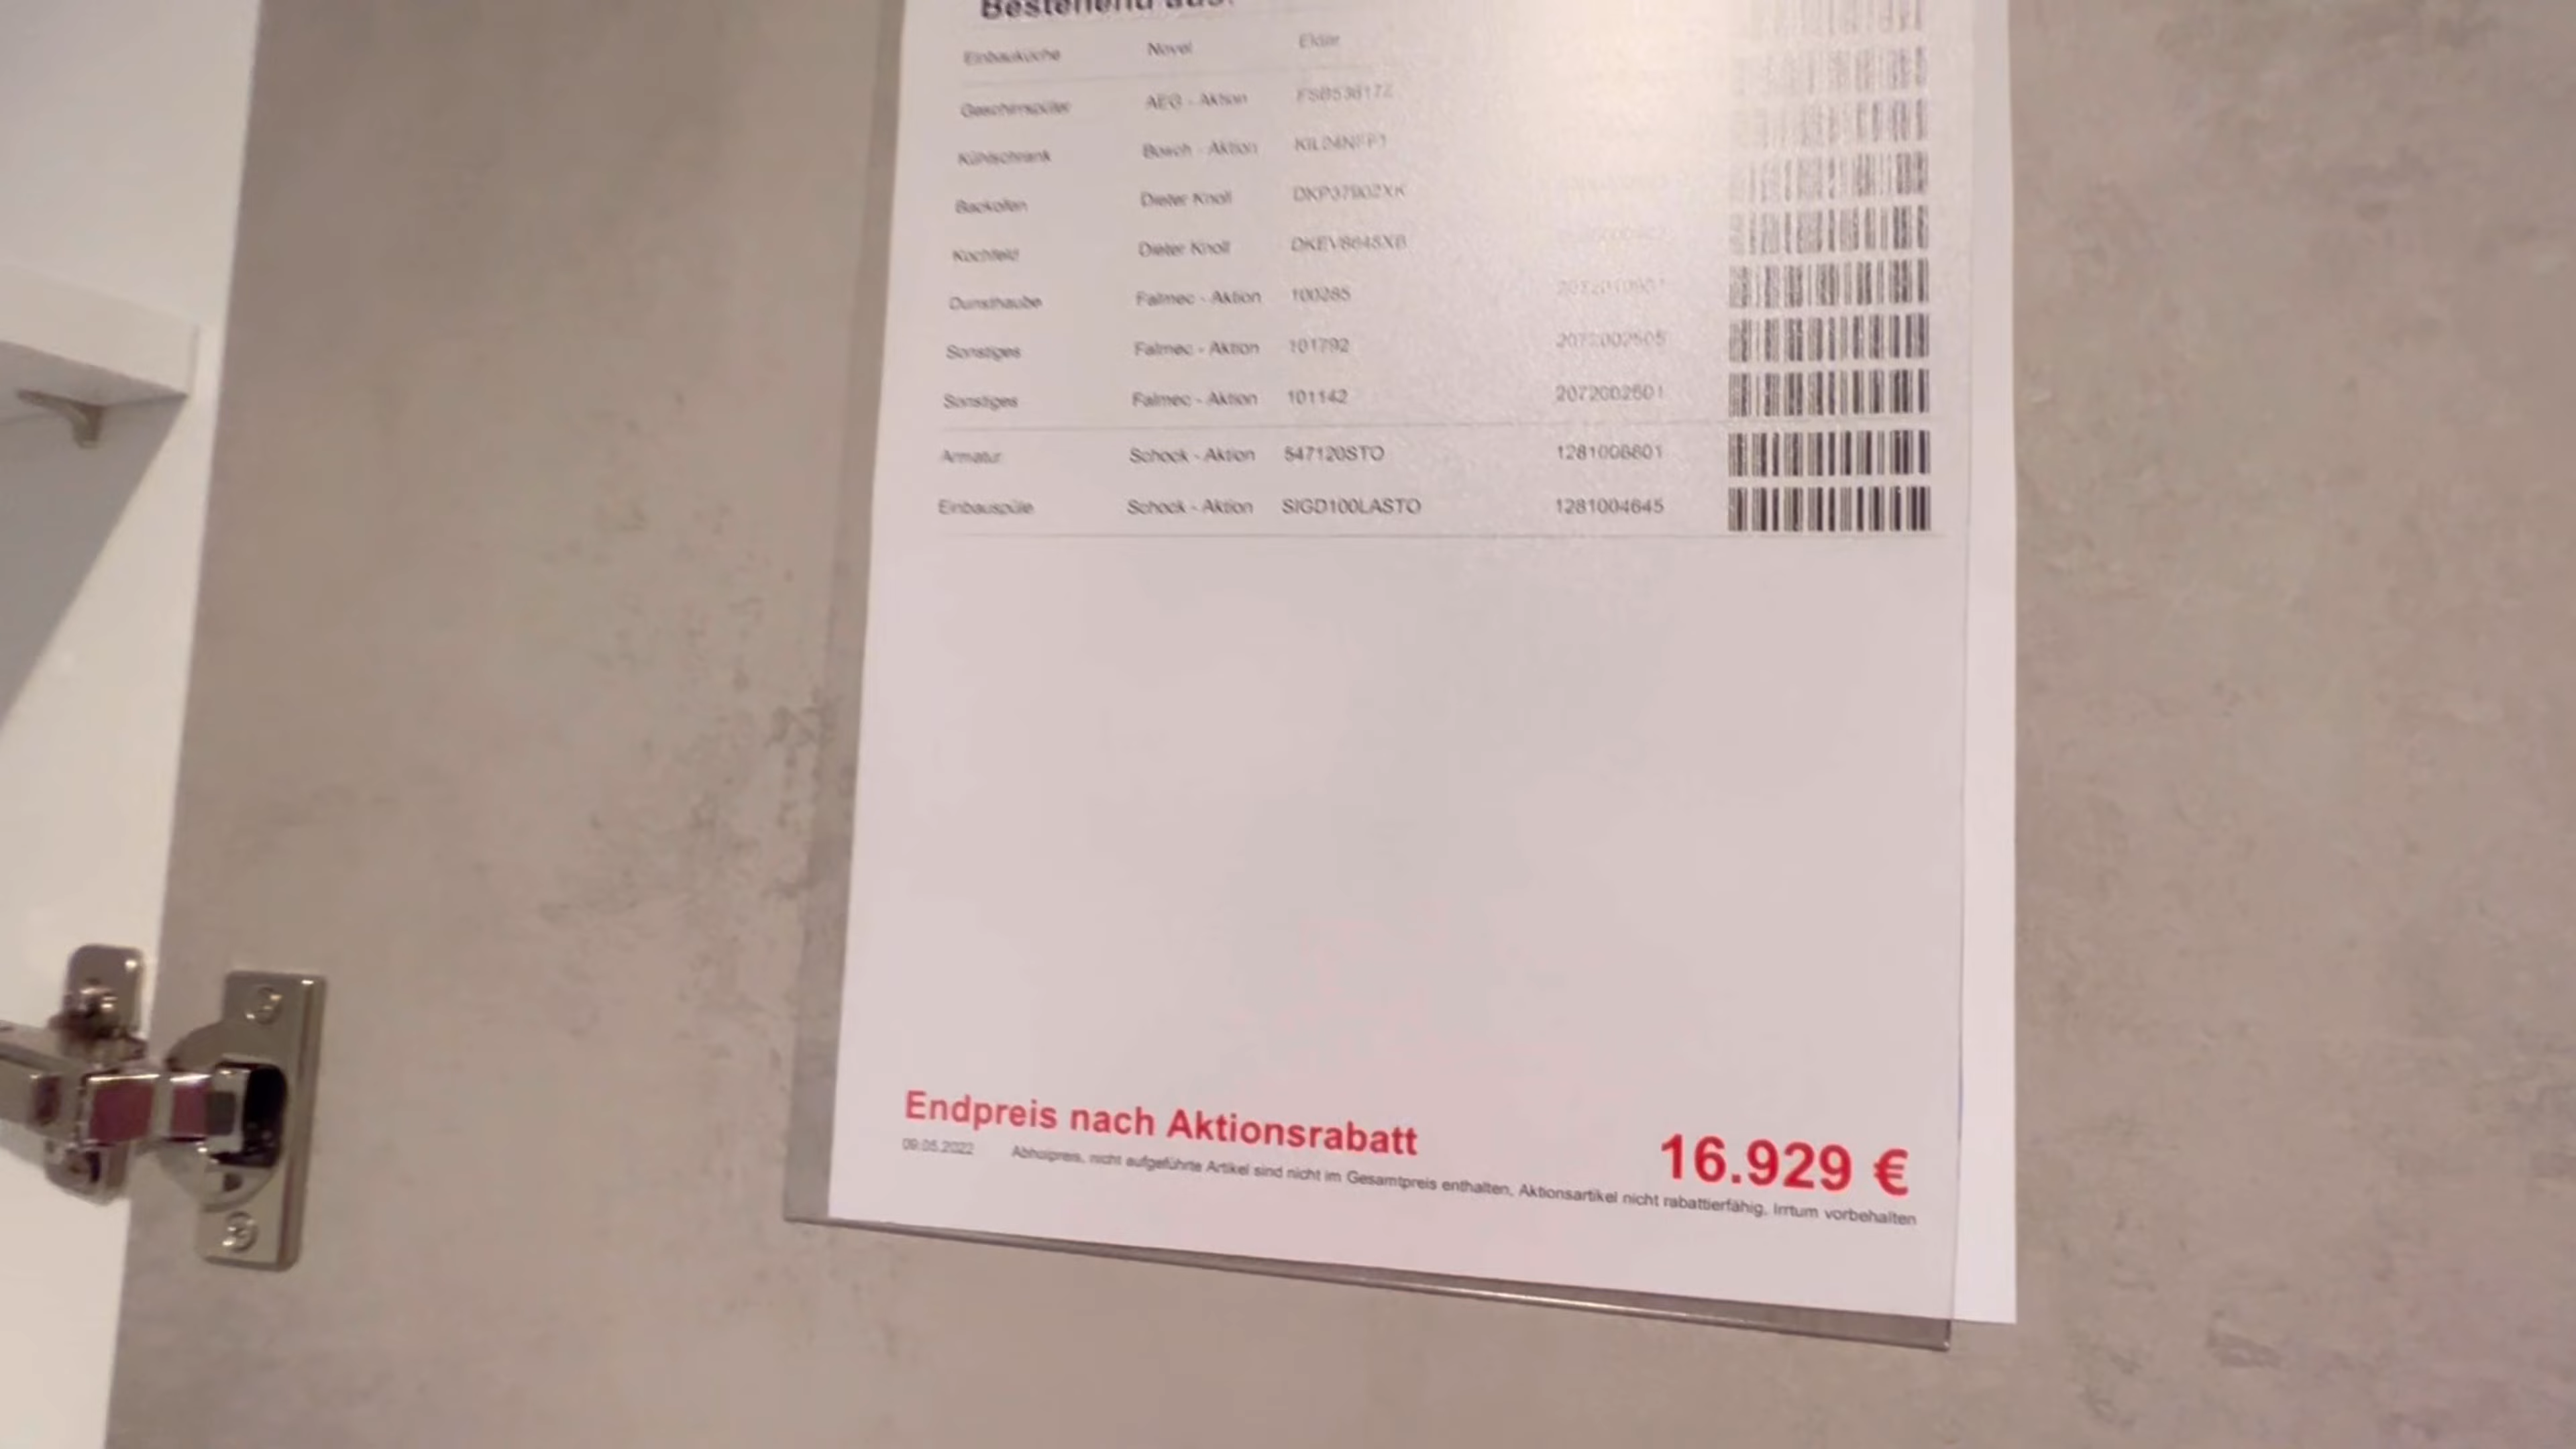 Bestehend aus:
Einbauküche Novel
Geschirrspüler AEG - Aktion
Kühlschrank Bosch - Aktion
Backofen Dieter Knoll
Kochfeld Dieter Knoll
Dunsthaube Falmec - Aktion 100285
Sonstiges Falmec - Aktion 101792
Sonstiges Falmec - Aktion 101142 2072002601
Armatur Schock - Aktion 547120STO
Einbauspüle Schock - Aktion SIGD100LASTO 1281004645
Endpreis nach Aktionsrabatt 16.929 €
09.05.2022 Abholpreis, nicht aufgeführte Artikel sind nicht im Gesamtpreis enthalten, Aktionsartikel nicht rabattierfähig, Irrtum vorbehalten